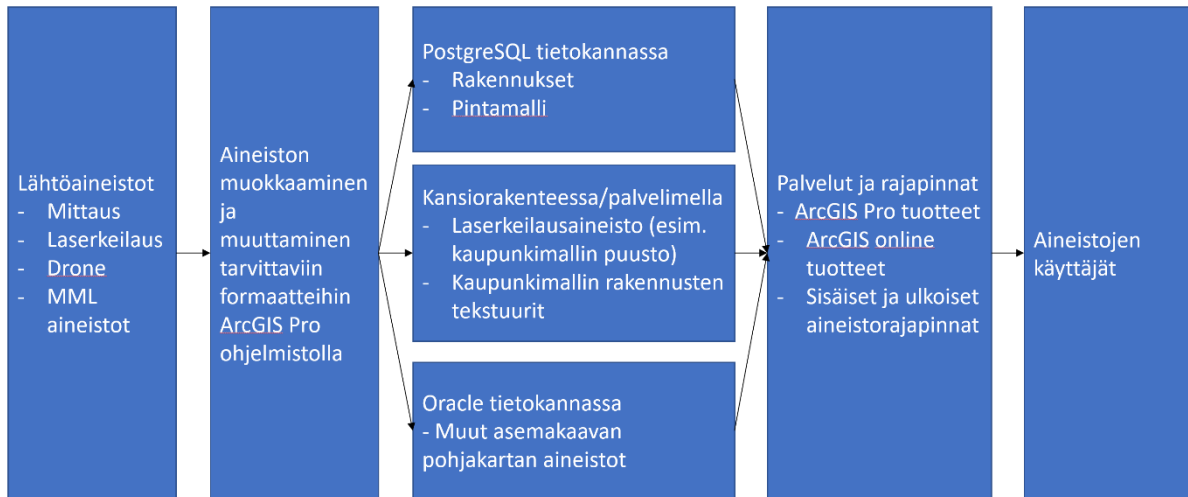 Lähtöaineistot
- Mittaus
- Laserkeilaus
- Drone
- MML
aineistot
Aineiston
muokkaaminen
ja
muuttaminen
tarvittaviin
formaatteihin
ArcGIS Pro
ohjelmistolla
PostgreSQL tietokannassa
- Rakennukset
- Pintamalli
Kansiorakenteessa/palvelimella
- Laserkeilausaineisto (esim.
kaupunkimallin puusto)
- Kaupunkimallin rakennusten
tekstuurit
Oracle tietokannassa
- Muut asemakaavan
pohjakartan aineistot
Palvelut ja rajapinnat
- ArcGIS Pro tuotteet
- ArcGIS online
tuotteet
- Sisäiset ja ulkoiset
aineistorajapinnat
Aineistojen
käyttäjät